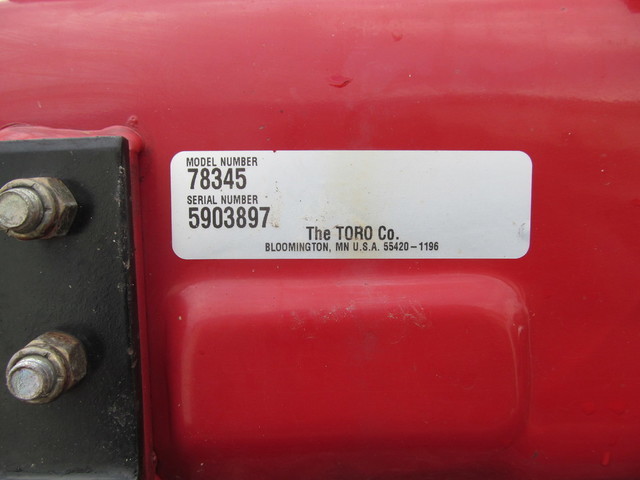 MODEL NUMBER
78345
SERIAL NUMBER
5903897
The TORO Co.
BLOOMINGTON, MN U.S.A. 55420-1196